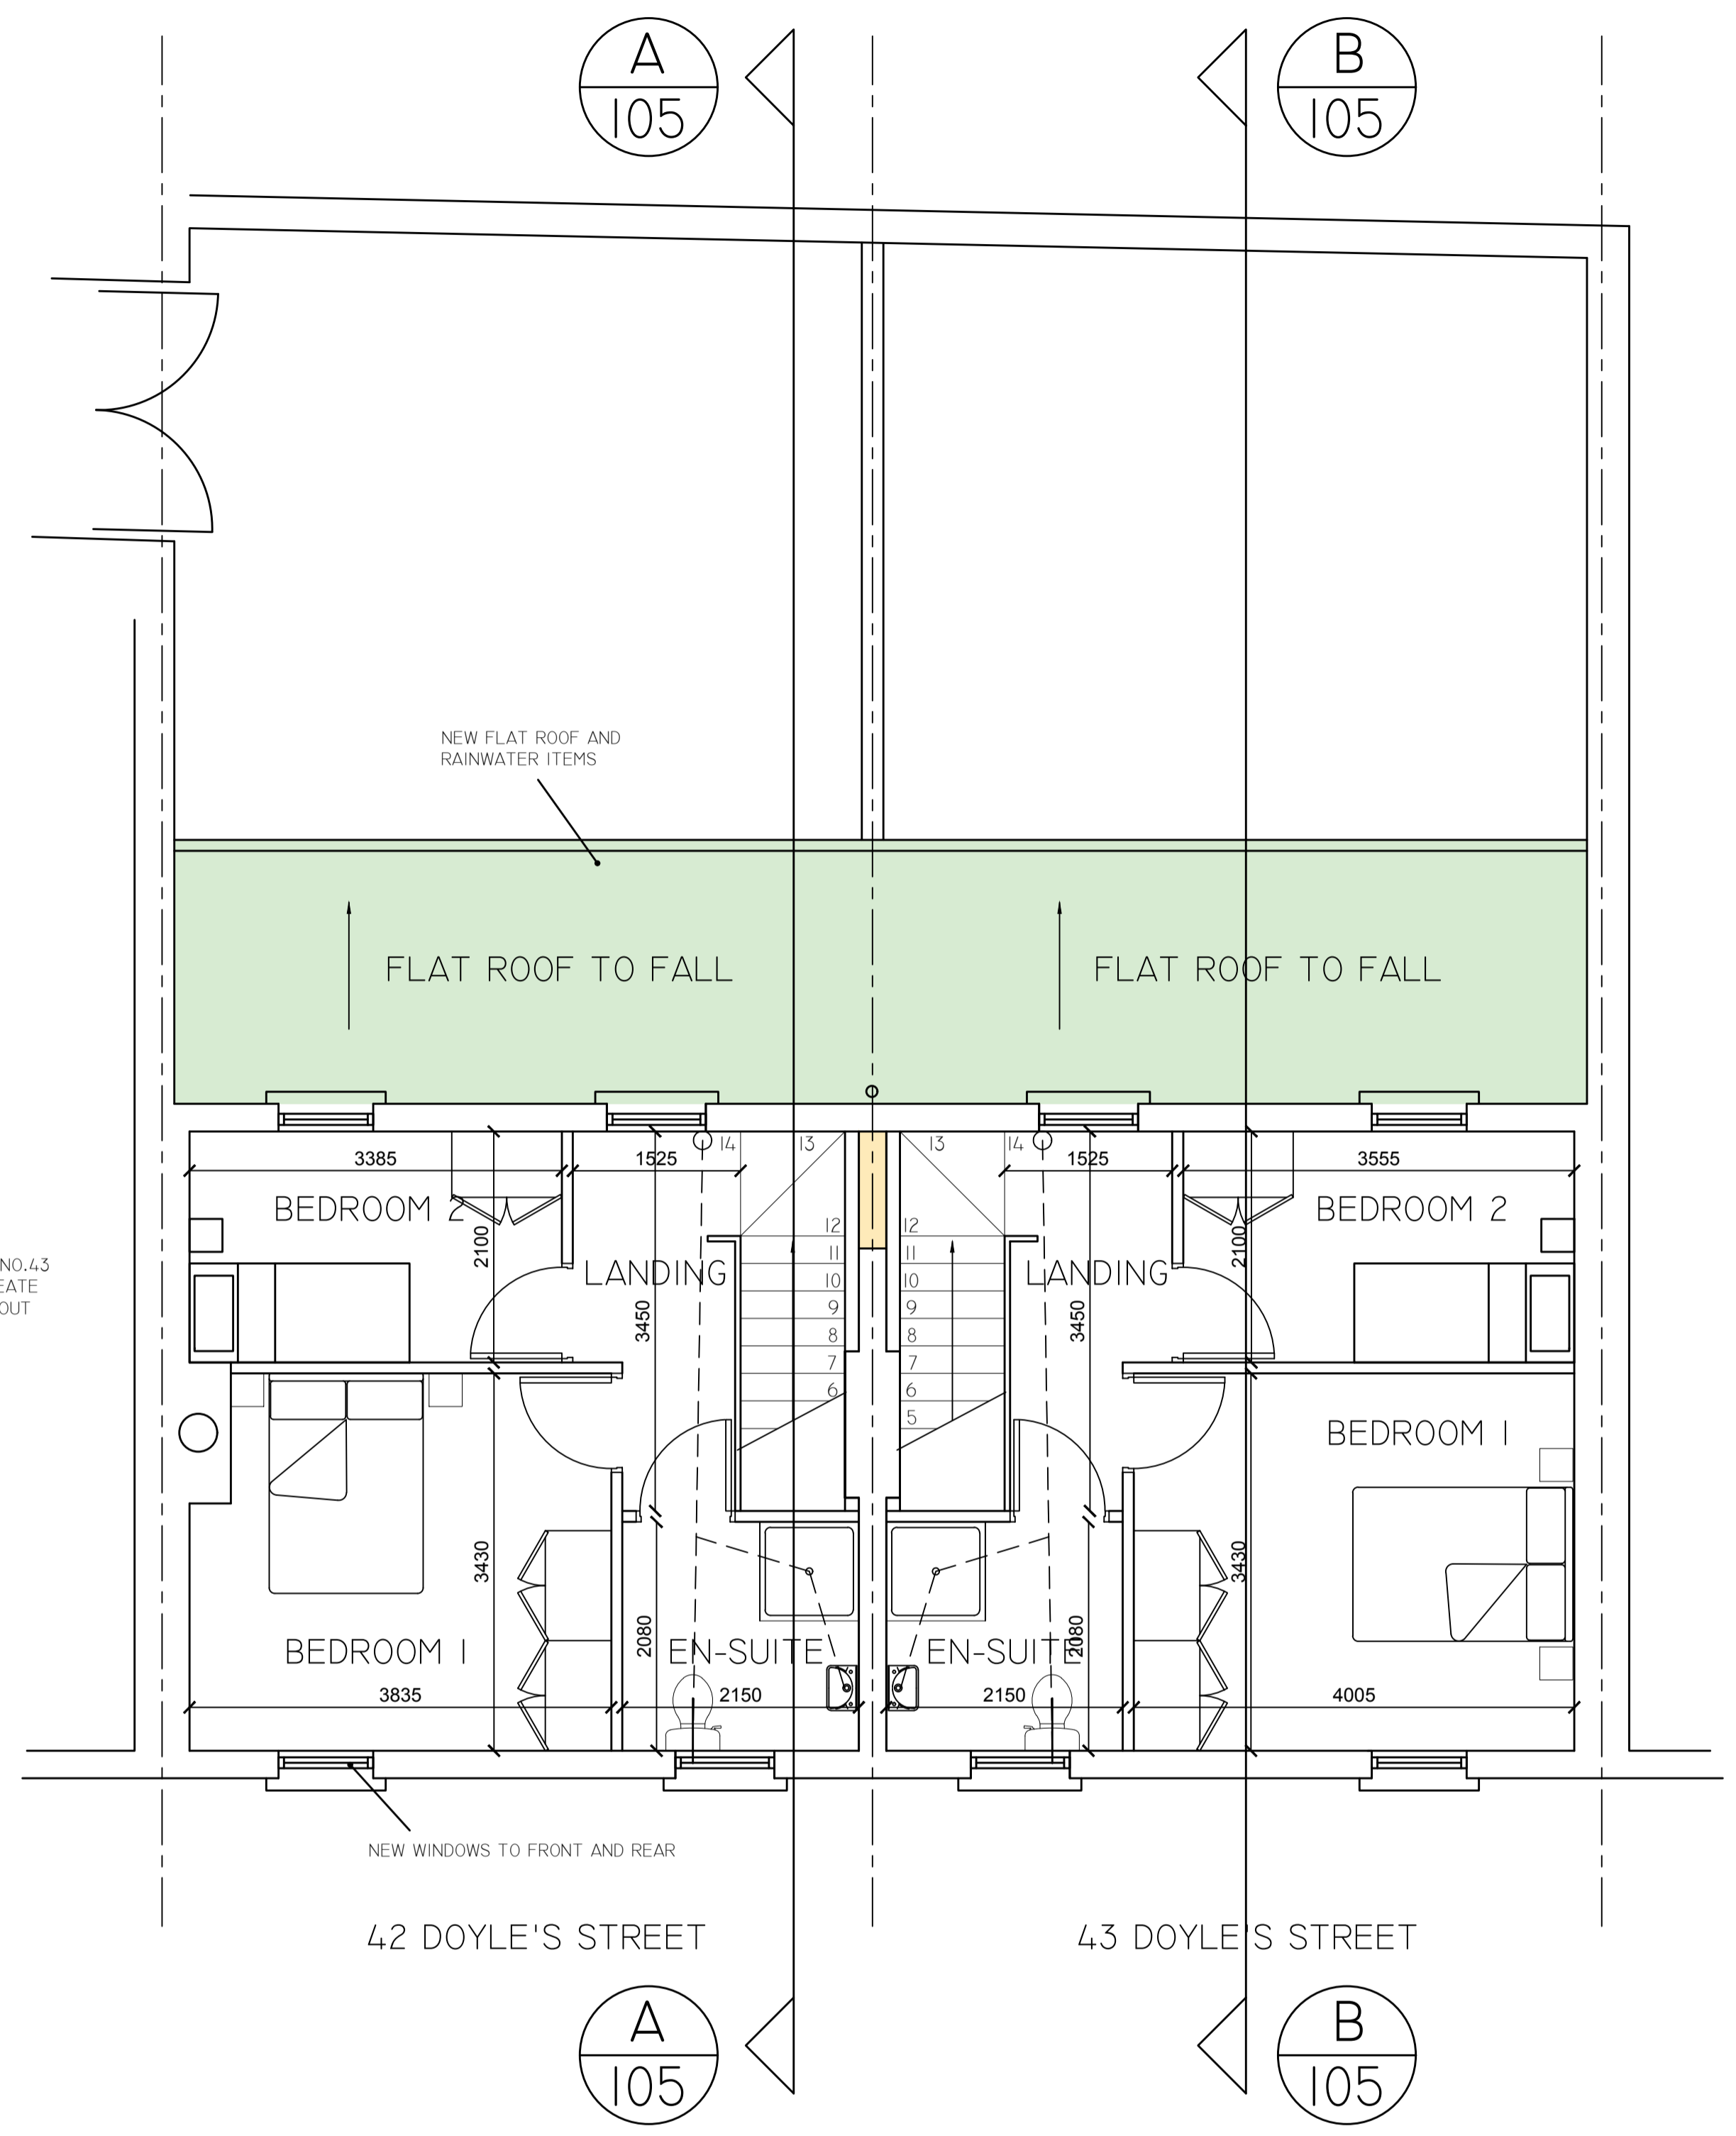 A
105
B
105
NEW FLAT ROOF AND
RAINWATER ITEMS
FLAT ROOF TO FALL
FLAT ROOF TO FALL
14
13
13
14
3385
1525
1525
3555
BEDROOM 2
BEDROOM 2
12
12
2100
2100
11
11
NO.43
LANDING
LANDING
10
10
9
9
3450
3450
8
8
7
7
6
6
5
BEDROOM 1
3430
3430
2080
2080
BEDROOM 1
EN-SUITE
EN-SUITE
3835
2150
2150
4005
NEW WINDOWS TO FRONT AND REAR
42 DOYLE'S STREET
43 DOYLE'S STREET
A
105
B
105